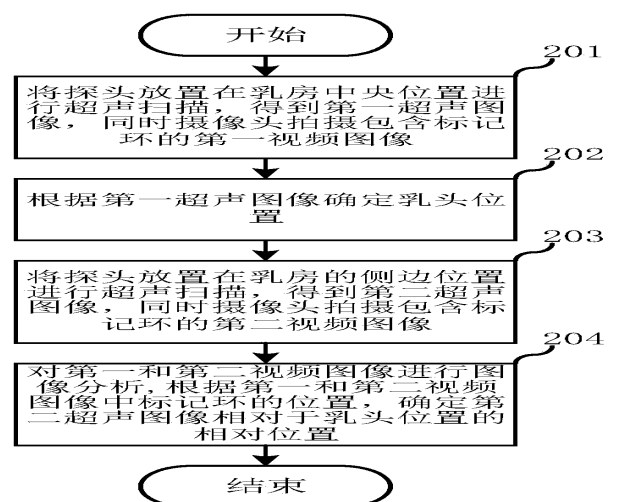 开始
201
将探头放置在乳房中央位置进
行超声扫描，得到第一超声图
像，同时摄像头拍摄包含标记
环的第一视频图像
202
根据第一超声图像确定乳头位
置
203
将探头放置在乳房的侧边位置
进行超声扫描，得到第二超声
图像，同时摄像头拍摄包含标
记环的第二视频图像
204
对第一和第二视频图像进行图
像分析,根据第一和第二视频
图像中标记环的位置，确定第
二超声图像相对于乳头位置的
相对位置
结束